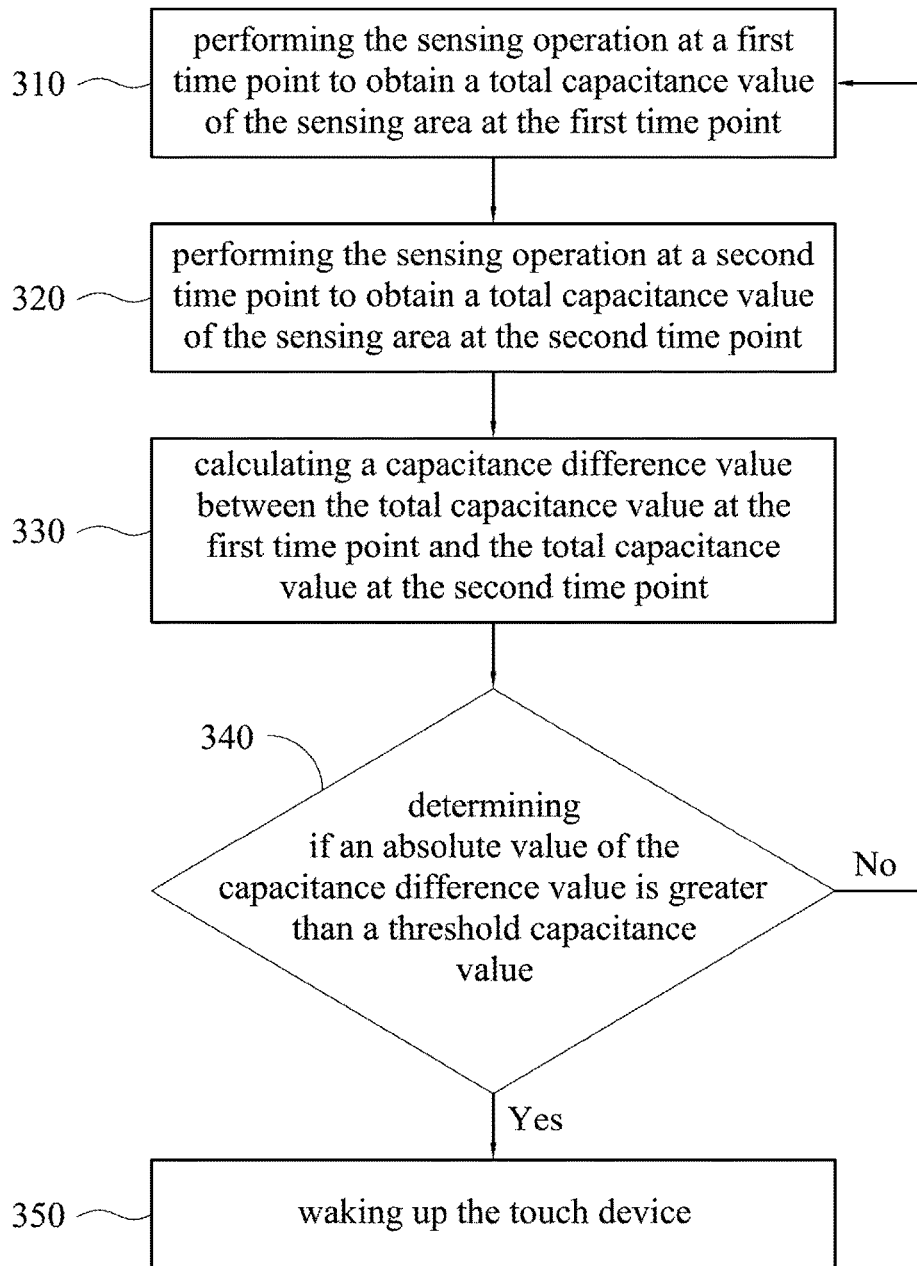 310
performing the sensing operation at a first
time point to obtain a total capacitance value
of the sensing area at the first time point
320
performing the sensing operation at a second
time point to obtain a total capacitance value
of the sensing area at the second time point
330
calculating a capacitance difference value
between the total capacitance value at the
first time point and the total capacitance
value at the second time point
340
determining
if an absolute value of the
capacitance difference value is greater
than a threshold capacitance
value
No
Yes
350
waking up the touch device